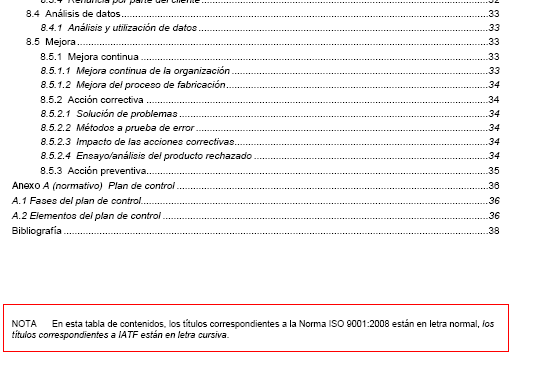 8.3.4 Renuncia por parte del cliente 32
8.4 Análisis de datos 33
8.4.1 Análisis y utilización de datos 33
8.5 Mejora 33
8.5.1 Mejora continua 33
8.5.1.1 Mejora continua de la organización 33
8.5.1.2 Mejora del proceso de fabricación 34
8.5.2 Acción correctiva 34
8.5.2.1 Solución de problemas 34
8.5.2.2 Métodos a prueba de error 34
8.5.2.3 Impacto de las acciones correctivas 34
8.5.2.4 Ensayo/análisis del producto rechazado 34
8.5.3 Acción preventiva 35
Anexo A (normativo) Plan de control 36
A.1 Fases del plan de control 36
A.2 Elementos del plan de control 36
Bibliografía 38
NOTA En esta tabla de contenidos, los títulos correspondientes a la Norma ISO 9001:2008 están en letra normal, los
títulos correspondientes a IATF están en letra cursiva.